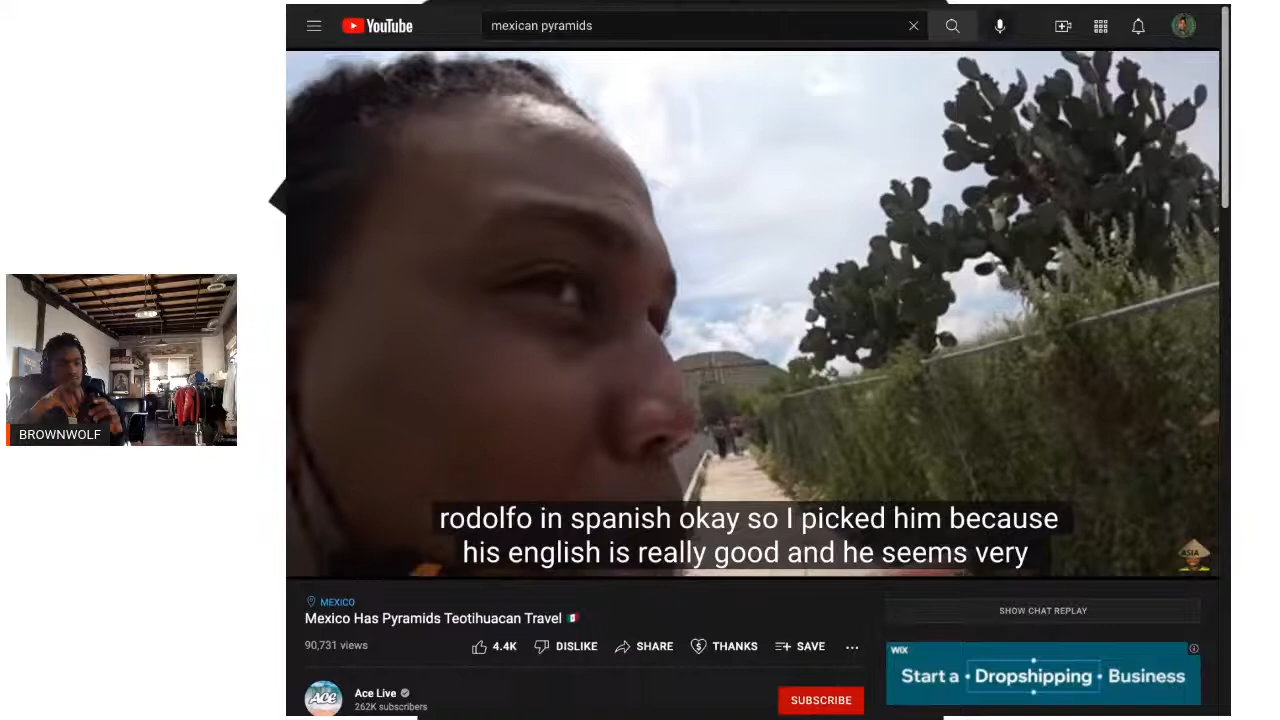 YouTube
mexican pyramids
rodolfo in spanish okay so I picked him because
his english is really good and he seems very
ASIA
BROWNWOLF
MEXICO
Mexico Has Pyramids Teotihuacan Travel
90,731 views
4.4K
DISLIKE
SHARE
THANKS
SAVE
SHOW CHAT REPLAY
WIX
Start a • Dropshipping • Business
ACE
Ace Live
262K subscribers
SUBSCRIBE